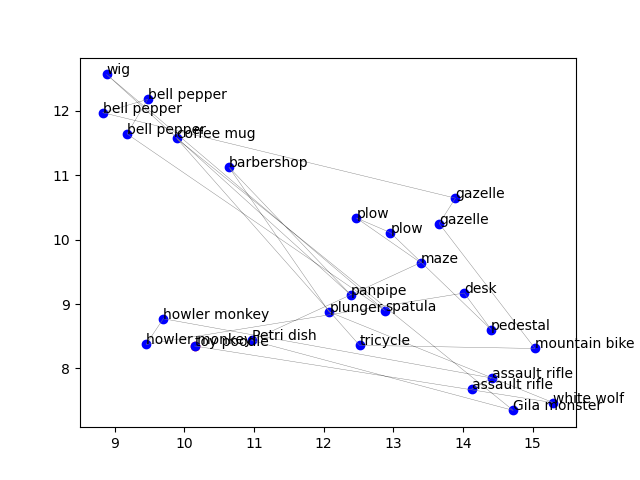 wig
bell pepper
bell pepper
bell pepper
coffee mug
barbershop
gazelle
gazelle
plow
plow
maze
panpipe
desk
plunger
spatula
howler monkey
pedestal
howler monkey
toy poodle
Petri dish
tricycle
mountain bike
assault rifle
assault rifle
white wolf
Gila monster
12
11
10
9
8
9
10
11
12
13
14
15